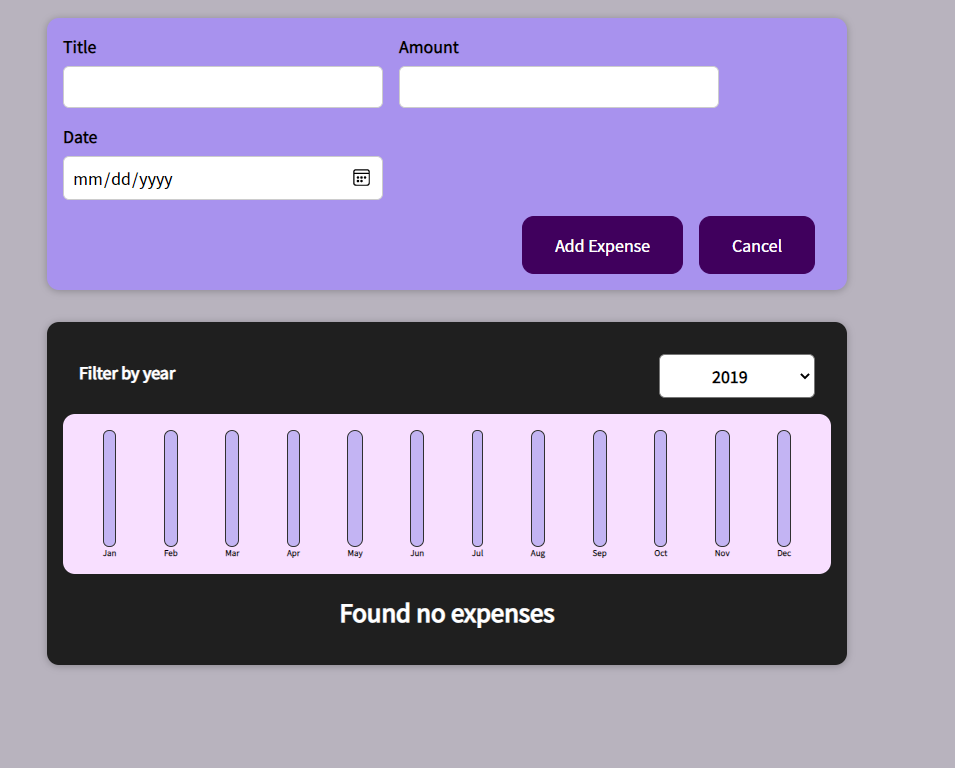 Title Amount
Date
mm/dd/yyyy
Add Expense Cancel
Filter by year 2019
Jan Feb Mar Apr May Jun Jul Aug Sep Oct Nov Dec
Found no expenses